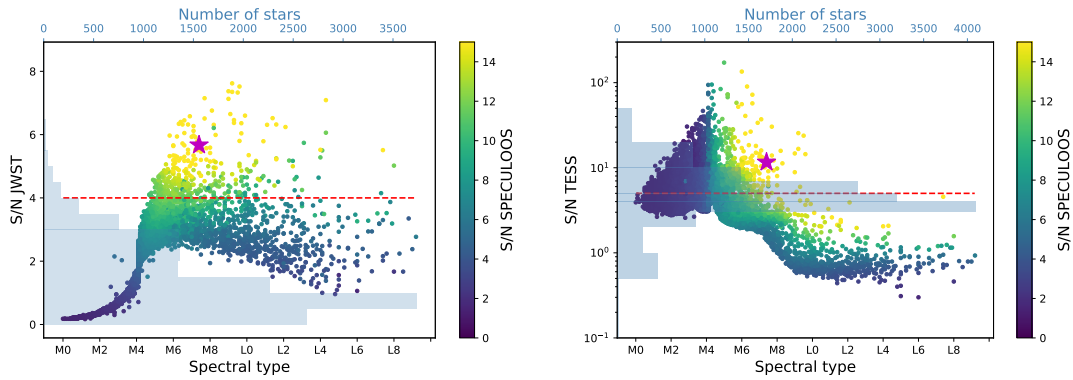 Number of stars
0 500 1000 1500 2000 2500 3000 3500
S/N JWST
8
6
4
2
0
M0 M2 M4 M6 M8 L0 L2 L4 L6 L8
Spectral type
14
12
10
8
6
4
2
0
S/N SPECULOOS
Number of stars
0 500 1000 1500 2000 2500 3000 3500 4000
S/N TESS
10²
10¹
10⁰
10⁻¹
M0 M2 M4 M6 M8 L0 L2 L4 L6 L8
Spectral type
14
12
10
8
6
4
2
0
S/N SPECULOOS